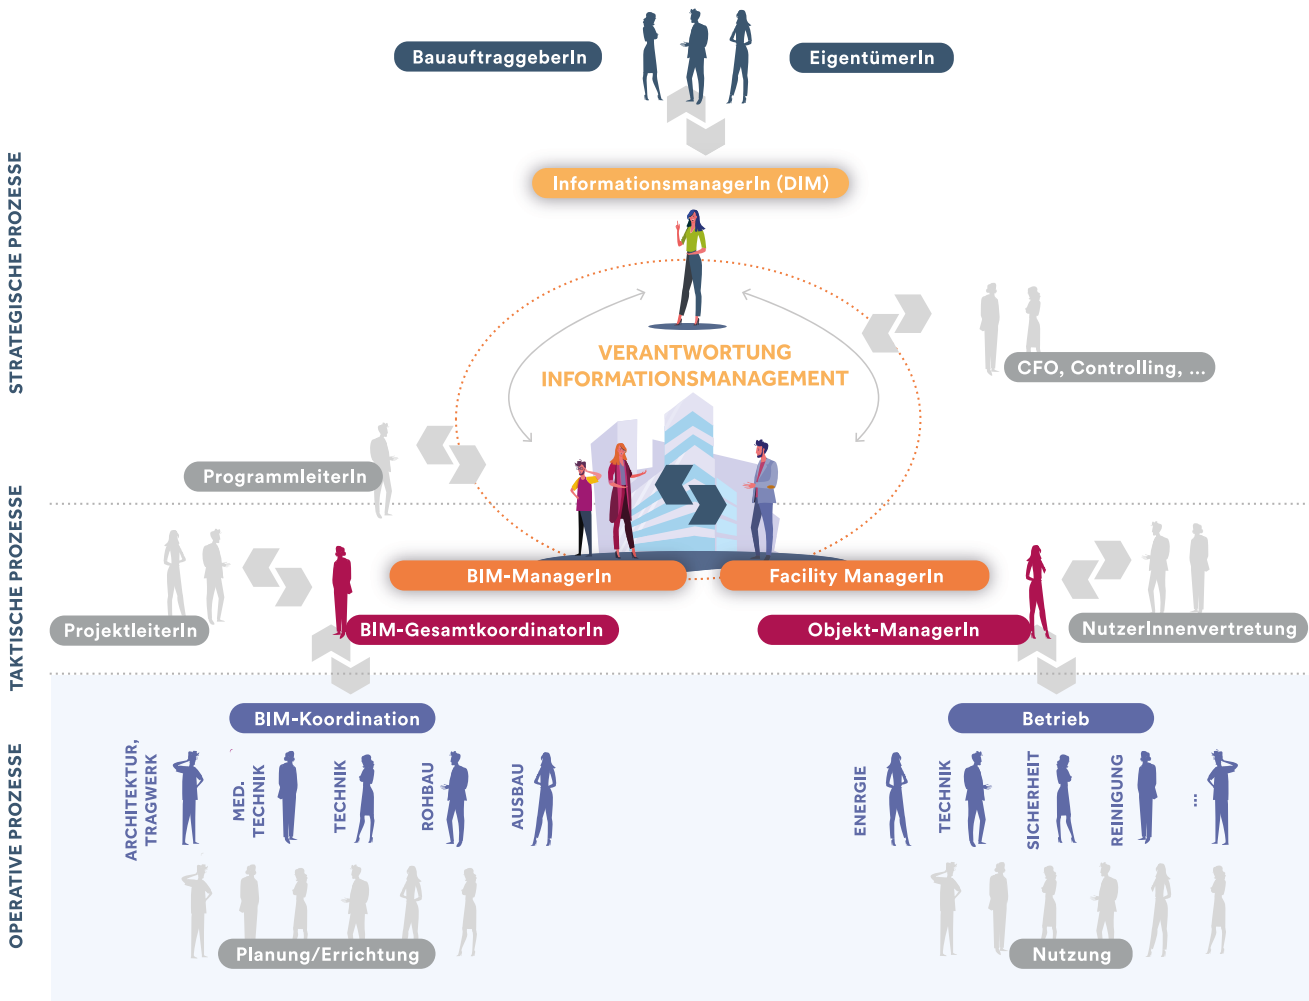 BauauftraggeberIn
EigentümerIn
InformationsmanagerIn (DIM)
STRATEGISCHE PROZESSE
VERANTWORTUNG
INFORMATIONSMANAGEMENT
CFO, Controlling, ...
ProgrammleiterIn
TAKTISCHE PROZESSE
BIM-ManagerIn
Facility ManagerIn
ProjektleiterIn
BIM-GesamtkoordinatorIn
Objekt-ManagerIn
NutzerInnenvertretung
OPERATIVE PROZESSE
BIM-Koordination
ARCHITEKTUR,
TRAGWERK
MED.
TECHNIK
TECHNIK
ROHBAU
AUSBAU
Planung/Errichtung
Betrieb
ENERGIE
TECHNIK
SICHERHEIT
REINIGUNG
...
Nutzung